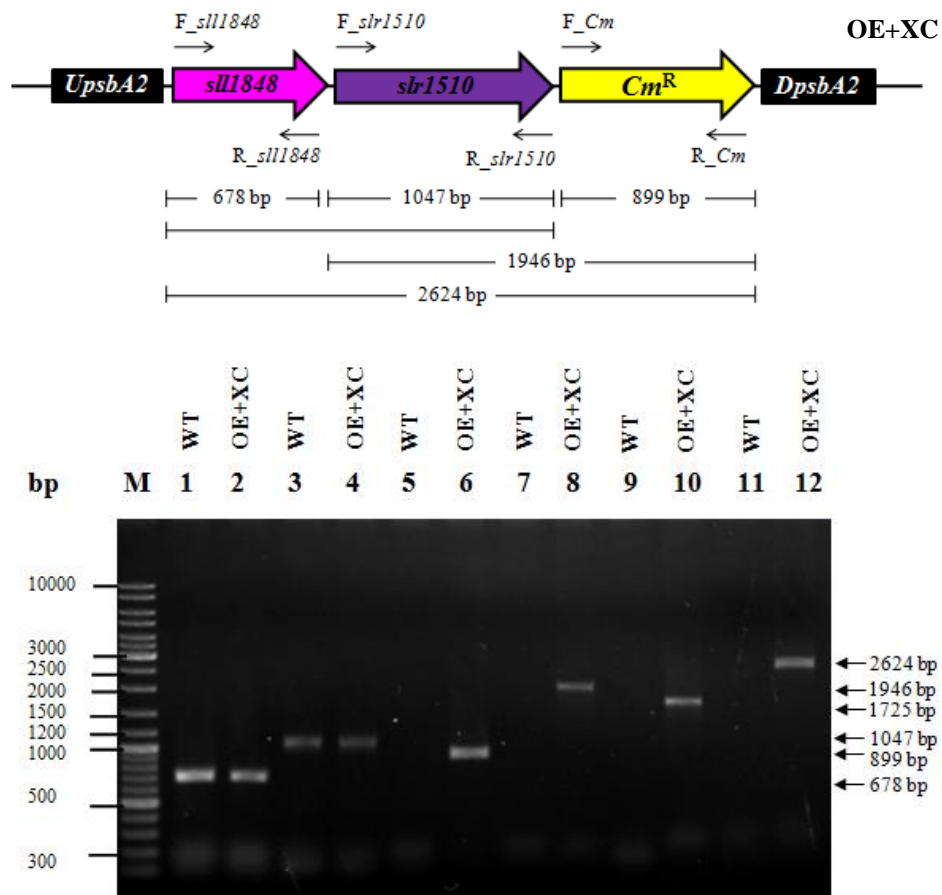 OE+XC
F_sll1848 F_slr1510 F_Cm
UpsbA2 sll1848 slr1510 CmR DpsbA2
R_sll1848 R_slr1510 R_Cm
678 bp 1047 bp 899 bp
1946 bp
2624 bp
WT OE+XC WT OE+XC WT OE+XC WT OE+XC WT OE+XC WT OE+XC
bp M 1 2 3 4 5 6 7 8 9 10 11 12
10000
3000
2500
2000
1500
1200
1000
500
300
2624 bp
1946 bp
1725 bp
1047 bp
899 bp
678 bp